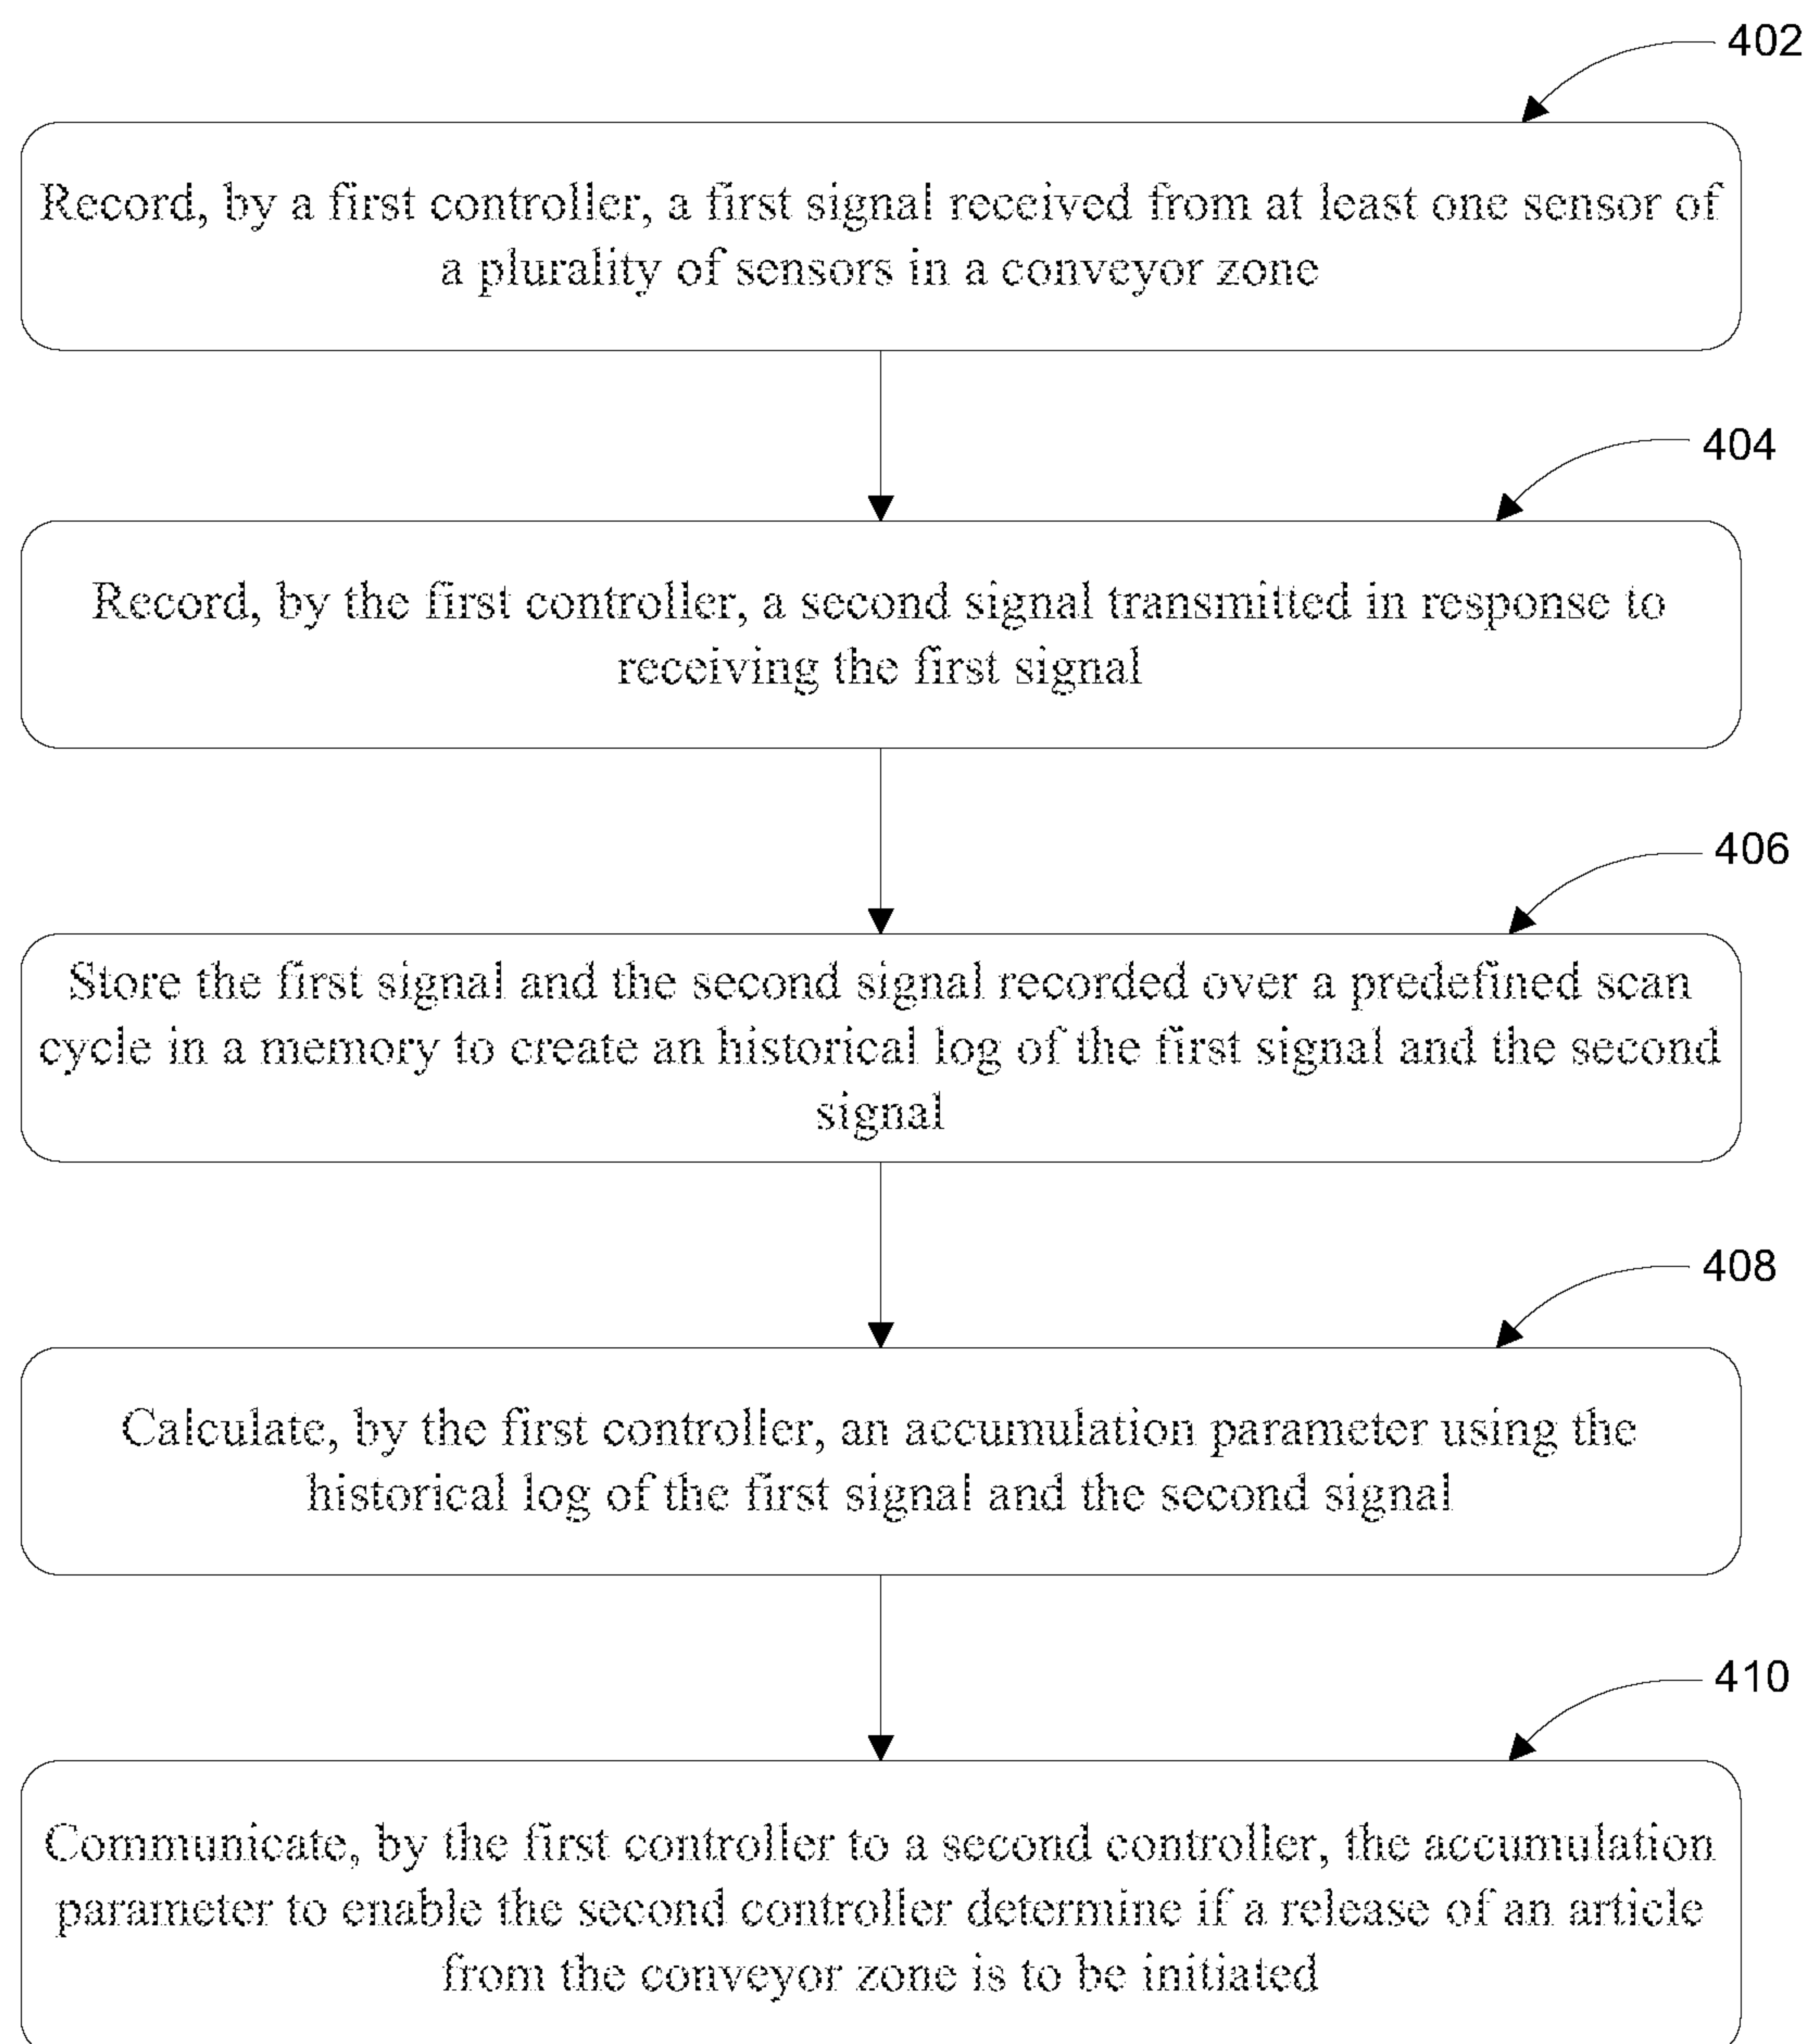 402
Record, by a first controller, a first signal received from at least one sensor of
a plurality of sensors in a conveyor zone
404
Record, by the first controller, a second signal transmitted in response to
receiving the first signal
406
Store the first signal and the second signal recorded over a predefined scan
cycle in a memory to create an historical log of the first signal and the second
signal
408
Calculate, by the first controller, an accumulation parameter using the
historical log of the first signal and the second signal
410
Communicate, by the first controller to a second controller, the accumulation
parameter to enable the second controller determine if a release of an article
from the conveyor zone is to be initiated